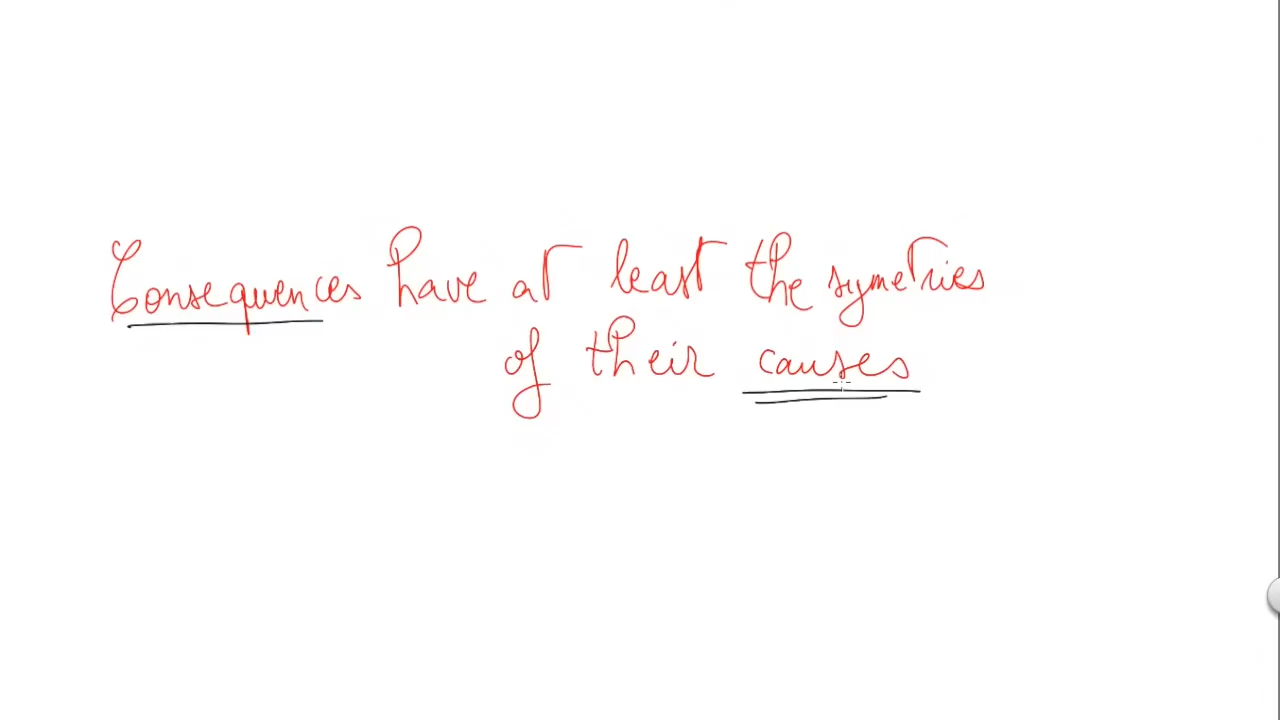 Consequences have at least the symetries
of their causes